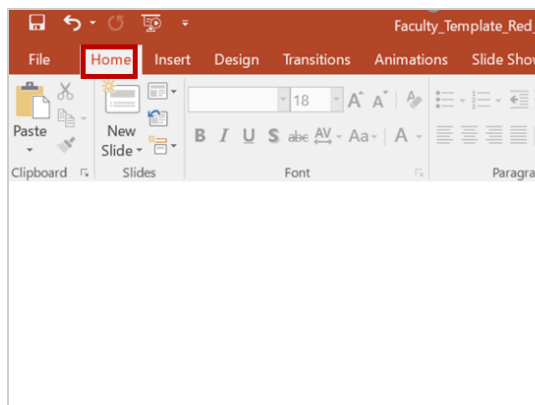 Faculty_Template_Red_
File Home Insert Design Transitions Animations Slide Show
18 A A A
Paste New Slide B I U S abc AV Aa A
Clipboard Slides Font Paragra